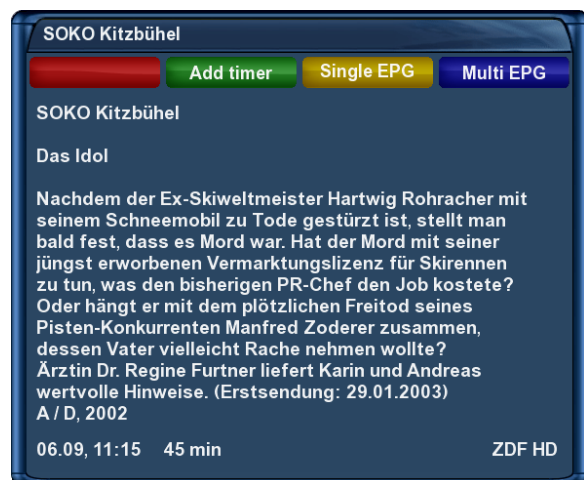 SOKO Kitzbühel
Add timer Single EPG Multi EPG
SOKO Kitzbühel
Das Idol
Nachdem der Ex-Skiweltmeister Hartwig Rohracher mit
seinem Schneemobil zu Tode gestürzt ist, stellt man
bald fest, dass es Mord war. Hat der Mord mit seiner
jüngst erworbenen Vermarktungslizenz für Skirennen
zu tun, was den bisherigen PR-Chef den Job kostete?
Oder hängt er mit dem plötzlichen Freitod seines
Pisten-Konkurrenten Manfred Zoderer zusammen,
dessen Vater vielleicht Rache nehmen wollte?
Ärztin Dr. Regine Furtner liefert Karin und Andreas
wertvolle Hinweise. (Erstsendung: 29.01.2003)
A / D, 2002
06.09, 11:15 45 min ZDF HD